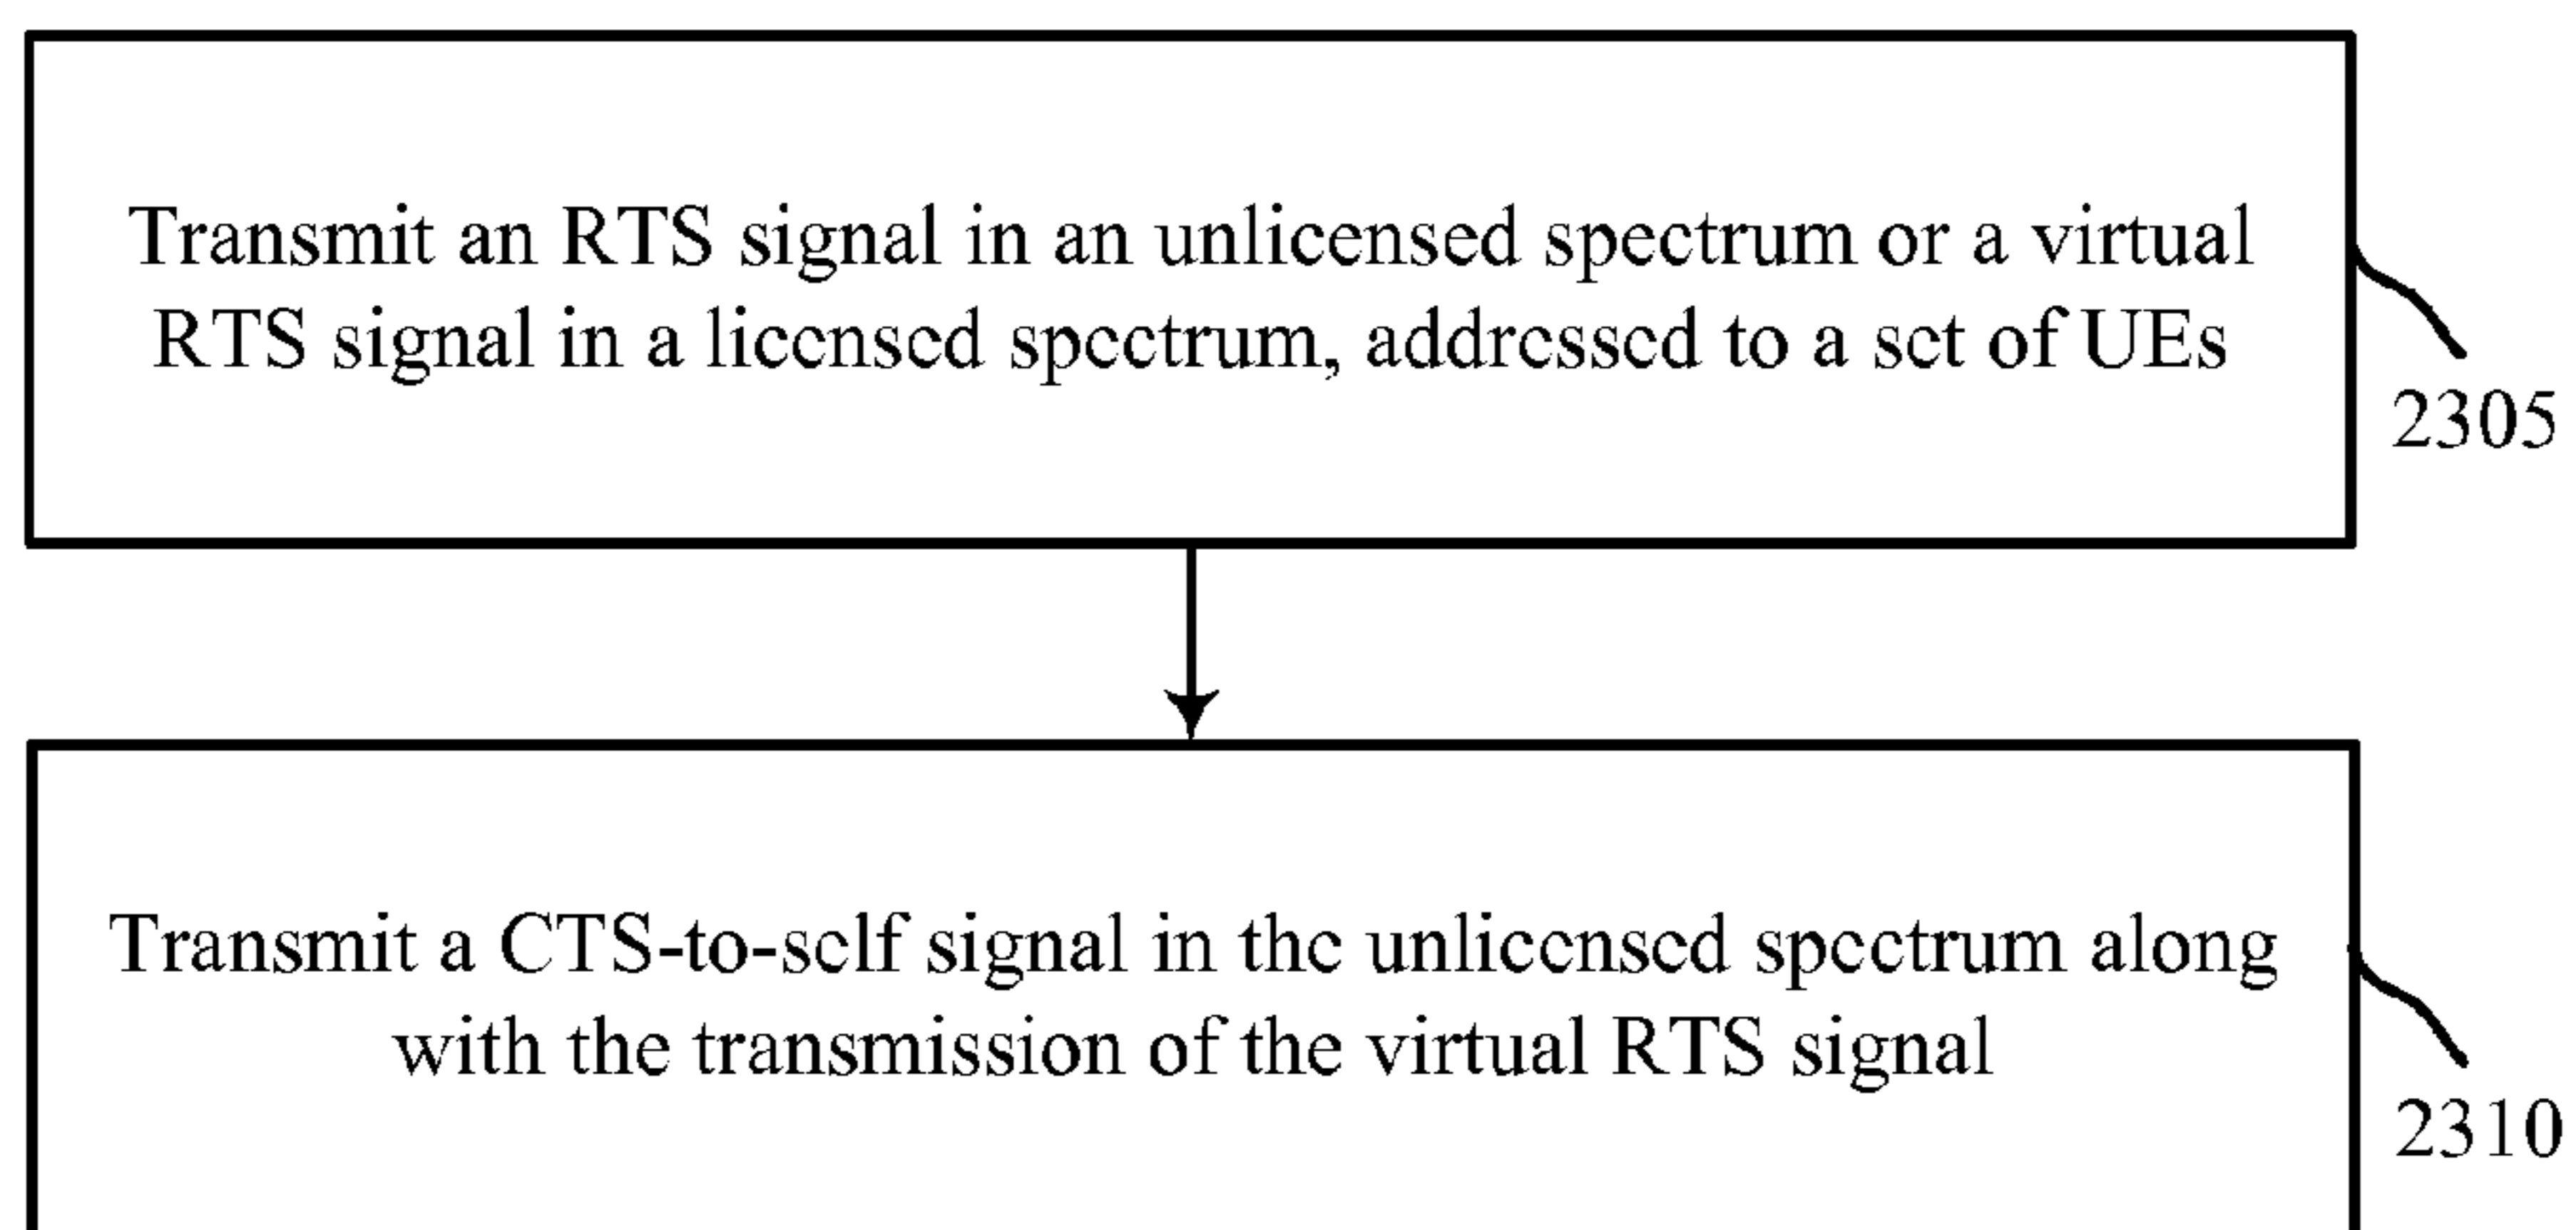 Transmit an RTS signal in an unlicensed spectrum or a virtual
RTS signal in a licensed spectrum, addressed to a set of UEs
2305
Transmit a CTS-to-self signal in the unlicensed spectrum along
with the transmission of the virtual RTS signal
2310